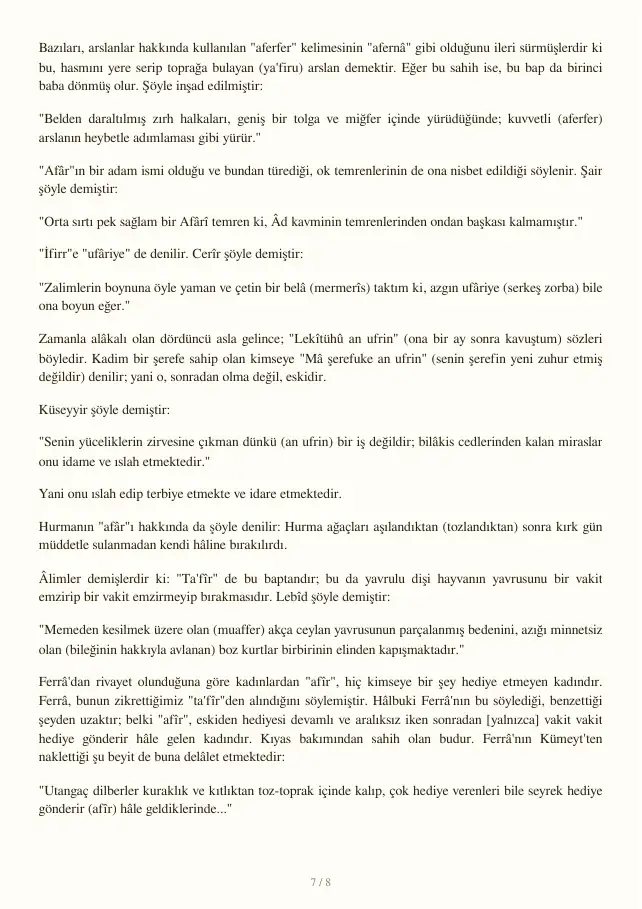 Bazıları, arslanlar hakkında kullanılan "aferfer" kelimesinin "afernâ" gibi olduğunu ileri sürmüşlerdir ki
bu, hasmını yere serip toprağa bulayan (ya'firu) arslan demektir. Eğer bu sahih ise, bu bap da birinci
baba dönmüş olur. Şöyle inşad edilmiştir:
"Belden daraltılmış zırh halkaları, geniş bir tolga ve miğfer içinde yürüdüğünde; kuvvetli (aferfer)
arslanın heybetle adımlaması gibi yürür."
"Afâr"ın bir adam ismi olduğu ve bundan türediği, ok temrenlerinin de ona nisbet edildiği söylenir. Şair
şöyle demiştir:
"Orta sırtı pek sağlam bir Afârî temren ki, Âd kavminin temrenlerinden ondan başkası kalmamıştır."
"İfirr"e "ufâriye" de denilir. Cerîr şöyle demiştir:
"Zalimlerin boynuna öyle yaman ve çetin bir belâ (mermerîs) taktım ki, azgın ufâriye (serkeş zorba) bile
ona boyun eğer."
Zamanla alâkalı olan dördüncü asla gelince; "Lekîtühû an ufrin" (ona bir ay sonra kavuştum) sözleri
böyledir. Kadim bir şerefe sahip olan kimseye "Mâ şerefuke an ufrin" (senin şerefin yeni zuhur etmiş
değildir) denilir; yani o, sonradan olma değil, eskidir.
Küseyyir şöyle demiştir:
"Senin yüceliklerin zirvesine çıkman dünkü (an ufrin) bir iş değildir; bilâkis cedlerinden kalan miraslar
onu idame ve ıslah etmektedir."
Yani onu ıslah edip terbiye etmekte ve idare etmektedir.
Hurmanın "afâr"ı hakkında da şöyle denilir: Hurma ağaçları aşılandıktan (tozlandıktan) sonra kırk gün
müddetle sulanmadan kendi hâline bırakılırdı.
Âlimler demişlerdir ki: "Ta'fîr" de bu baptandır; bu da yavrulu dişi hayvanın yavrusunu bir vakit
emzirip bir vakit emzirmeyip bırakmasıdır. Lebîd şöyle demiştir:
"Memeden kesilmek üzere olan (muaffer) akça ceylan yavrusunun parçalanmış bedenini, azığı minnetsiz
olan (bileğinin hakkıyla avlanan) boz kurtlar birbirinin elinden kapışmaktadır."
Ferrâ'dan rivayet olunduğuna göre kadınlardan "afîr", hiç kimseye bir şey hediye etmeyen kadındır.
Ferrâ, bunun zikrettiğimiz "ta'fîr"den alındığını söylemiştir. Hâlbuki Ferrâ'nın bu söylediği, benzettiği
şeyden uzaktır; belki "afîr", eskiden hediyesi devamlı ve aralıksız iken sonradan [yalnızca] vakit vakit
hediye gönderir hâle gelen kadındır. Kıyas bakımından sahih olan budur. Ferrâ'nın Kümeyt'ten
naklettiği şu beyit de buna delâlet etmektedir:
"Utangaç dilberler kuraklık ve kıtlıktan toz-toprak içinde kalıp, çok hediye verenleri bile seyrek hediye
gönderir (afîr) hâle geldiklerinde..."
7 / 8